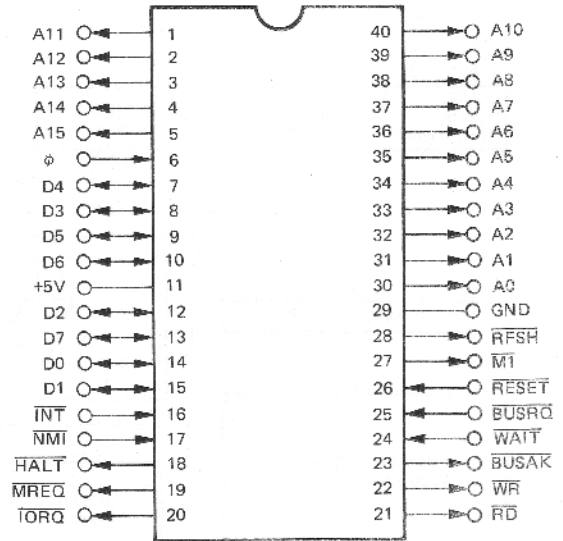 A11 1 40 A10
A12 2 39 A9
A13 3 38 A8
A14 4 37 A7
A15 5 36 A6
ϕ 6 35 A5
D4 7 34 A4
D3 8 33 A3
D5 9 32 A2
D6 10 31 A1
+5V 11 30 A0
D2 12 29 GND
D7 13 28 RFSH
D0 14 27 M1
D1 15 26 RESET
INT 16 25 BUSRQ
NMI 17 24 WAIT
HALT 18 23 BUSAK
MREQ 19 22 WR
IORQ 20 21 RD